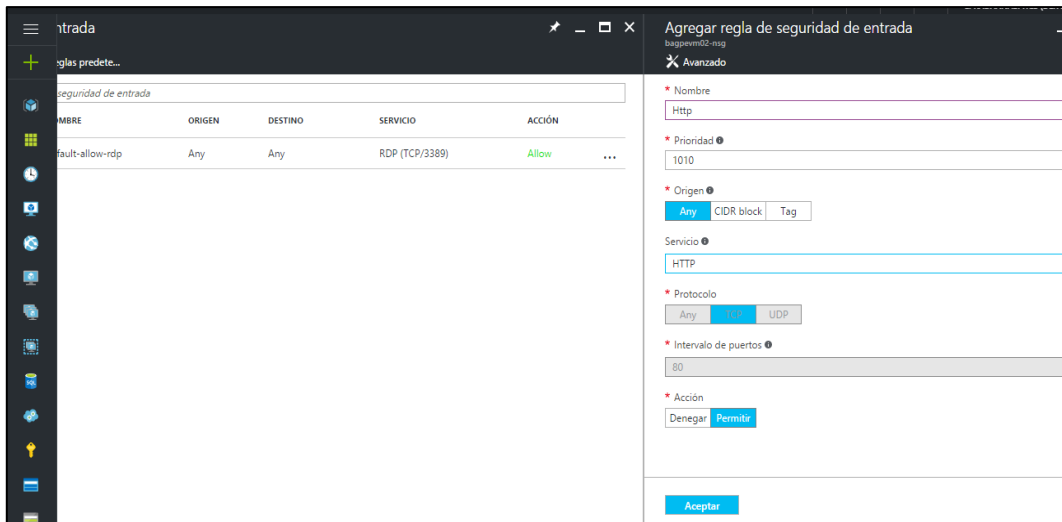 ntrada
eglas predete...
seguridad de entrada
OMBRE ORIGEN DESTINO SERVICIO ACCIÓN
fault-allow-rdp Any Any RDP (TCP/3389) Allow ...
Agregar regla de seguridad de entrada
bagpevm02-nsg
Avanzado
* Nombre
Http
* Prioridad
1010
* Origen
Any CIDR block Tag
Servicio
HTTP
* Protocolo
Any TCP UDP
* Intervalo de puertos
80
* Acción
Denegar Permitir
Aceptar